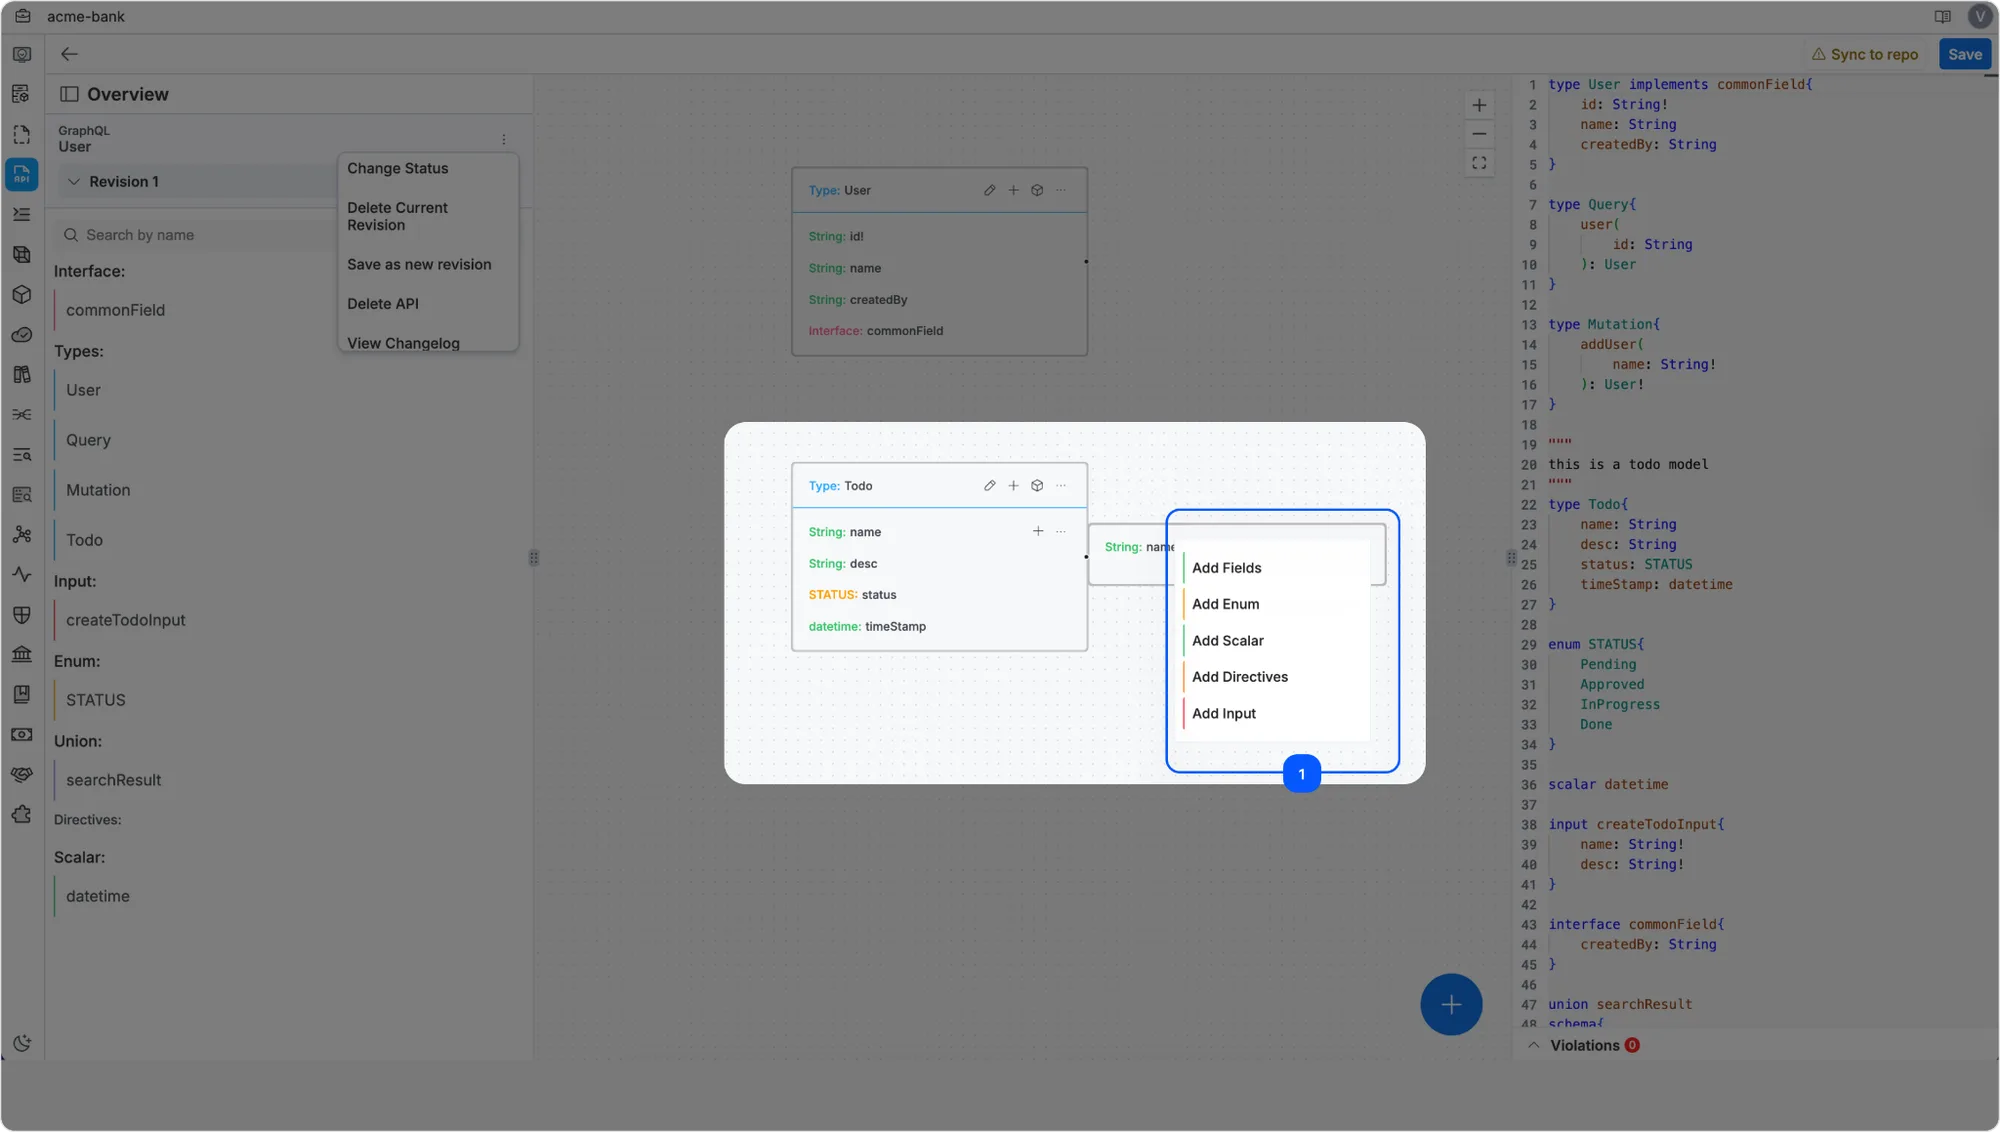 acme-bank
V
Sync to repo
Save
Overview
GraphQL
User
Revision 1
Search by name
Interface:
commonField
Types:
User
Query
Mutation
Todo
Input:
createTodoInput
Enum:
STATUS
Union:
searchResult
Directives:
Scalar:
datetime
Change Status
Delete Current
Revision
Save as new revision
Delete API
View Changelog
Type: User
String: id!
String: name
String: createdBy
interface: commonField
Type: Todo
String: name
String: desc
STATUS: status
datetime: timeStamp
String: name
Add Fields
Add Enum
Add Scalar
Add Directives
Add Input
1
1 type User implements commonField{
2 id: String!
3 name: String
4 createdBy: String
5 }
6
7 type Query{
8 user(
9 id: String
10 ): User
11 }
12
13 type Mutation{
14 addUser(
15 name: String!
16 ): User!
17 }
18
19 """
20 this is a todo model
21 """
22 type Todo{
23 name: String
24 desc: String
25 status: STATUS
26 timeStamp: datetime
27 }
28
29 enum STATUS{
30 Pending
31 Approved
32 InProgress
33 Done
34 }
35
36 scalar datetime
37
38 input createTodoInput{
39 name: String!
40 desc: String!
41 }
42
43 interface commonField{
44 createdBy: String
45 }
46
47 union searchResult
48 schema{
Violations 0
API